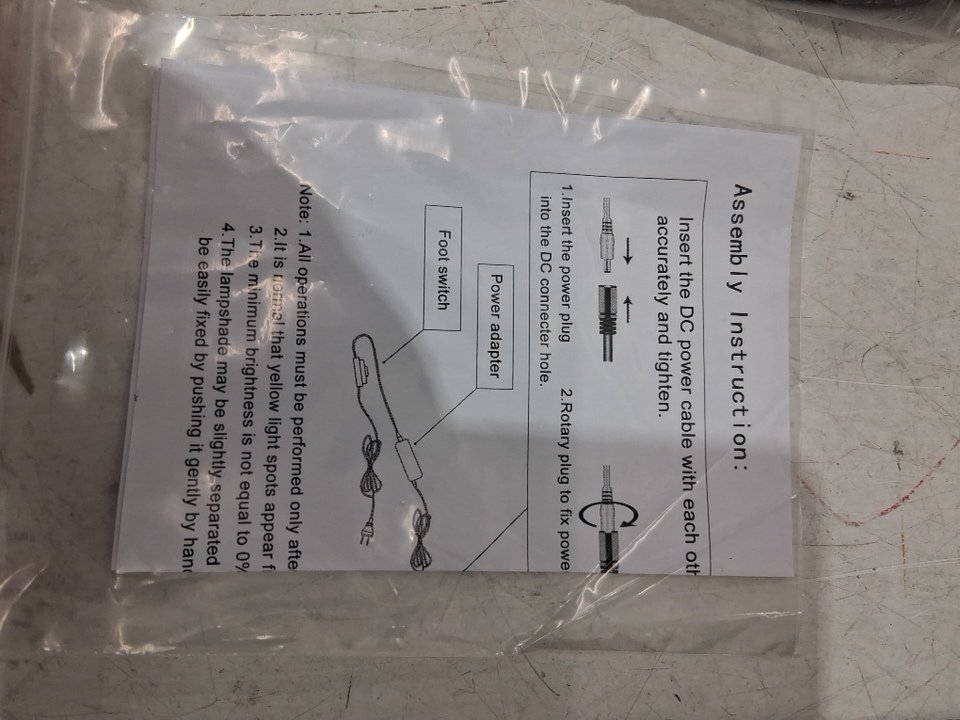 Assembly Instruction:
Insert the DC power cable with each oth
accurately and tighten.
1.Insert the power plug
into the DC connecter hole.
2.Rotary plug to fix powe
Power adapter
Foot switch
Note: 1.All operations must be performed only afte
2.It is normal that yellow light spots appear f
3.The minimum brightness is not equal to 0%
4.The lampshade may be slightly separated
be easily fixed by pushing it gently by hand